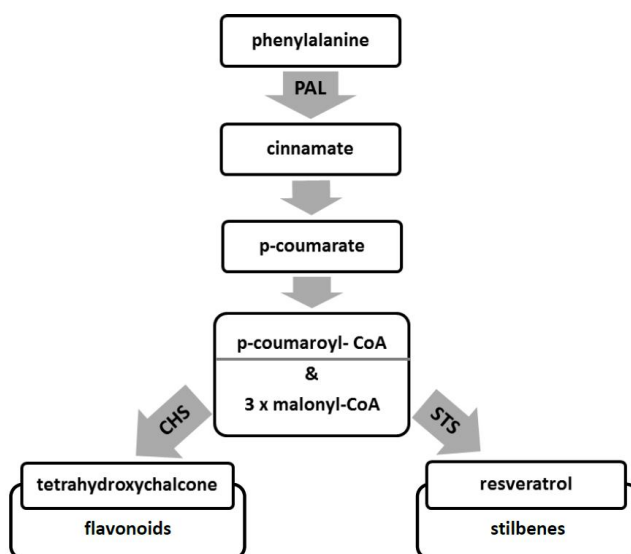 phenylalanine
PAL
cinnamate
p-coumarate
p-coumaroyl- CoA
&
3 x malonyl-CoA
CHS
STS
tetrahydroxychalcone
flavonoids
resveratrol
stilbenes